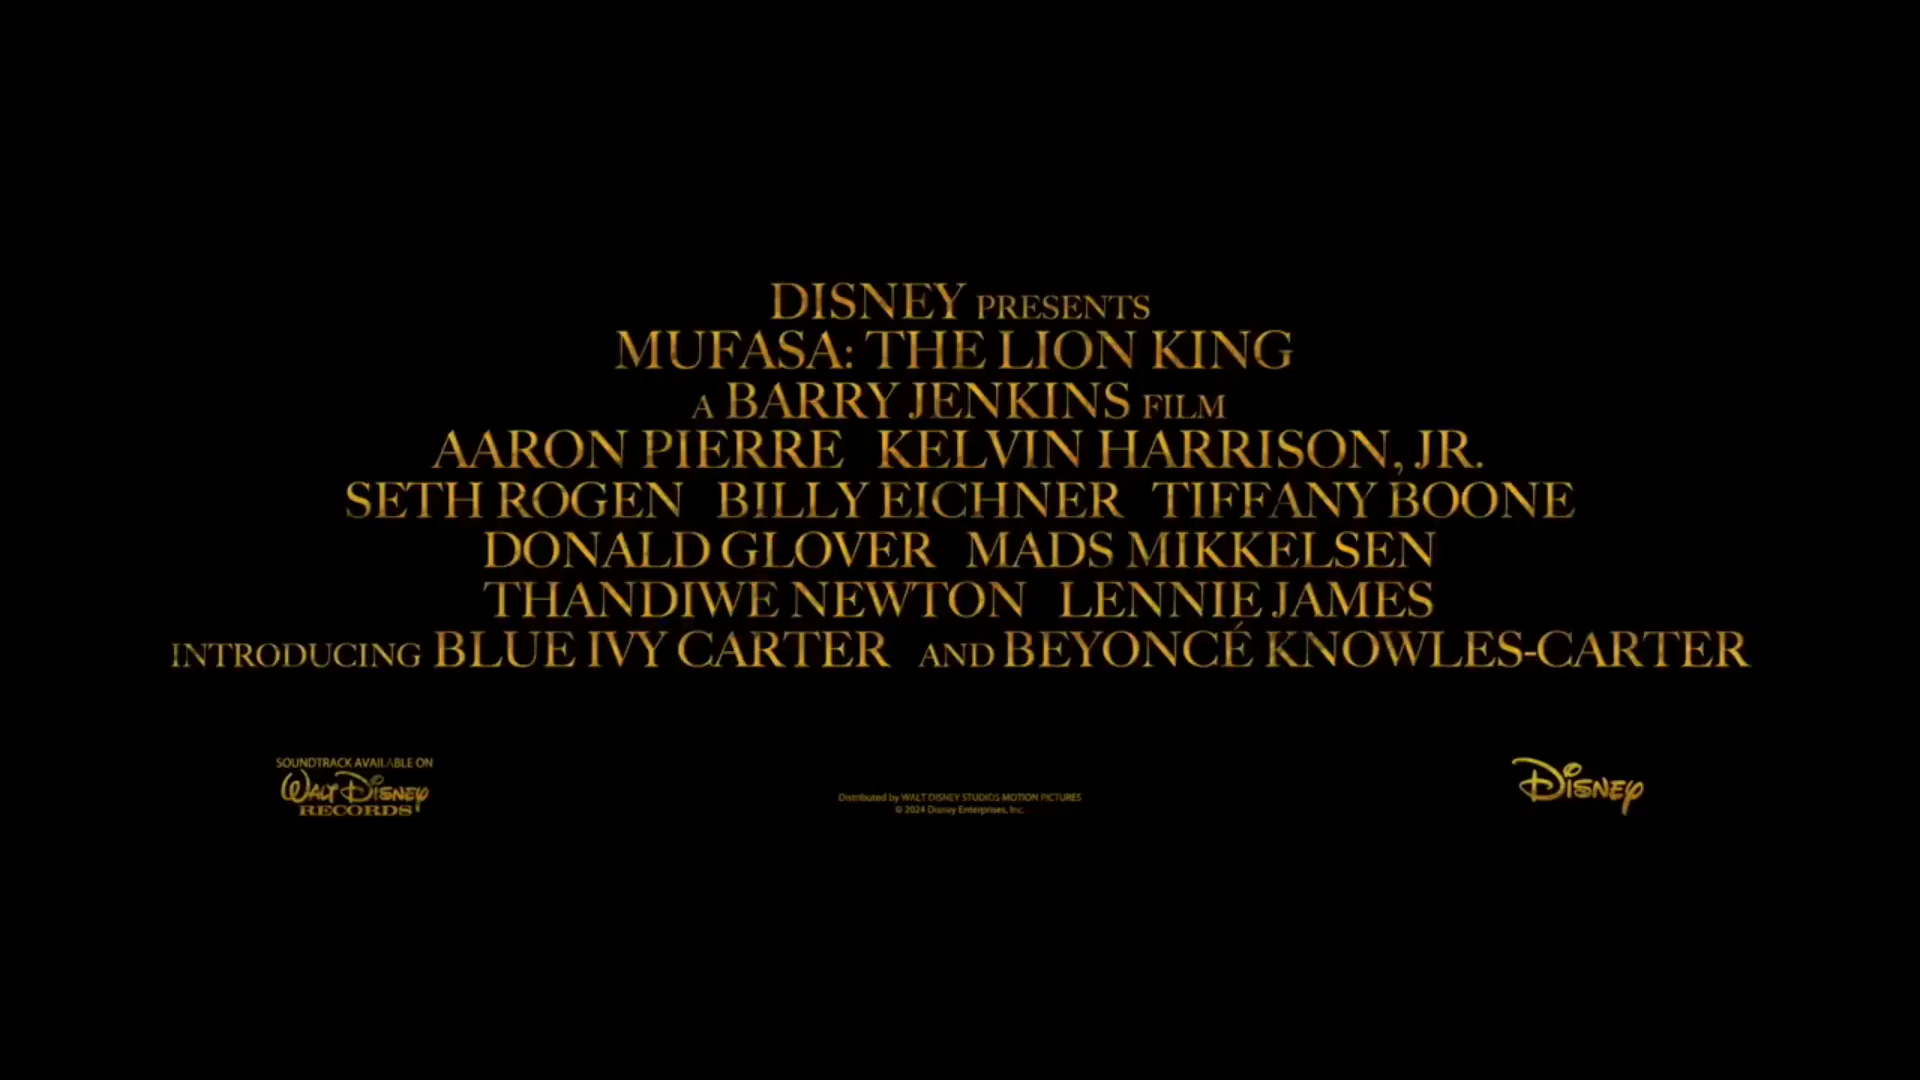 DISNEY PRESENTS
MUFASA: THE LION KING
A BARRY JENKINS FILM
AARON PIERRE KELVIN HARRISON, JR.
SETH ROGEN BILLY EICHNER TIFFANY BOONE
DONALD GLOVER MADS MIKKELSEN
THANDIWE NEWTON LENNIE JAMES
INTRODUCING BLUE IVY CARTER AND BEYONCÉ KNOWLES-CARTER
SOUNDTRACK AVAILABLE ON
WALT DISNEY
RECORDS
Distributed by WALT DISNEY STUDIOS MOTION PICTURES
© 2024 Disney Enterprises, Inc.
DISNEY